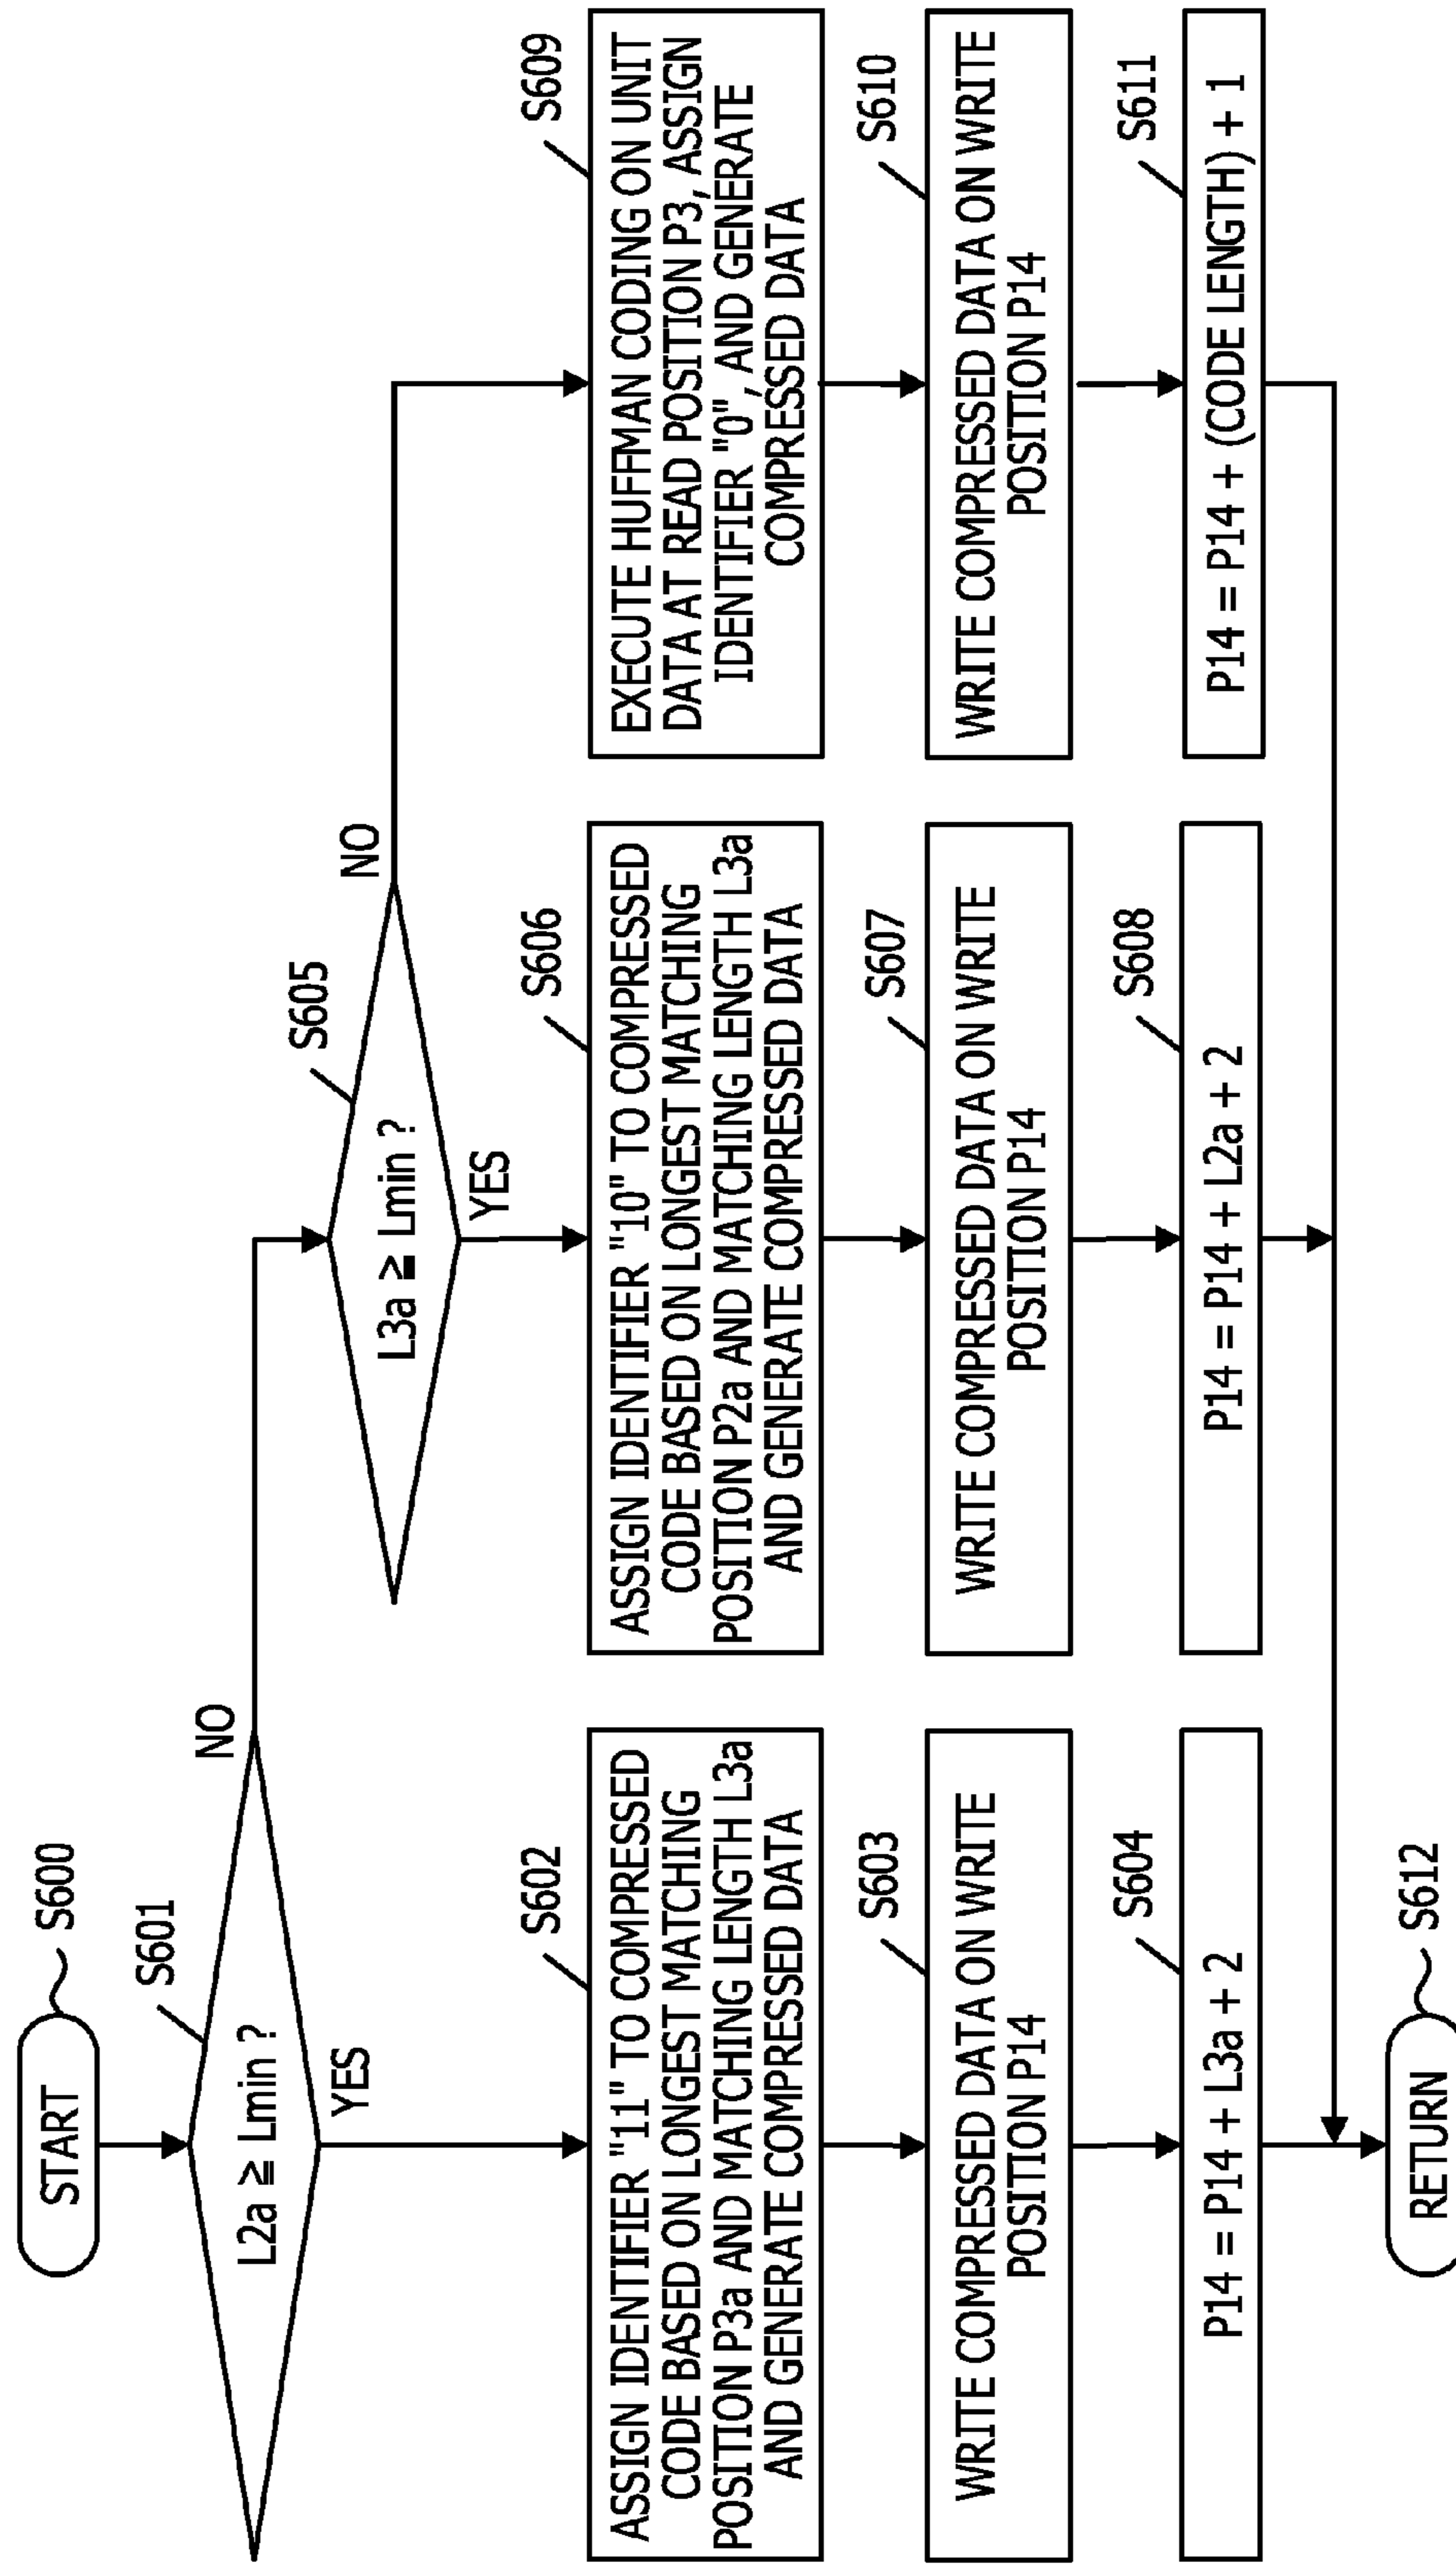 START
S600
L2a ≧ Lmin ?
S601
NO
YES
ASSIGN IDENTIFIER "11" TO COMPRESSED
CODE BASED ON LONGEST MATCHING
POSITION P3a AND MATCHING LENGTH L3a
AND GENERATE COMPRESSED DATA
S602
WRITE COMPRESSED DATA ON WRITE
POSITION P14
S603
P14 = P14 + L3a + 2
S604
L3a ≧ Lmin ?
S605
NO
YES
ASSIGN IDENTIFIER "10" TO COMPRESSED
CODE BASED ON LONGEST MATCHING
POSITION P2a AND MATCHING LENGTH L3a
AND GENERATE COMPRESSED DATA
S606
WRITE COMPRESSED DATA ON WRITE
POSITION P14
S607
P14 = P14 + L2a + 2
S608
EXECUTE HUFFMAN CODING ON UNIT
DATA AT READ POSITION P3, ASSIGN
IDENTIFIER "0", AND GENERATE
COMPRESSED DATA
S609
WRITE COMPRESSED DATA ON WRITE
POSITION P14
S610
P14 = P14 + (CODE LENGTH) + 1
S611
RETURN
S612